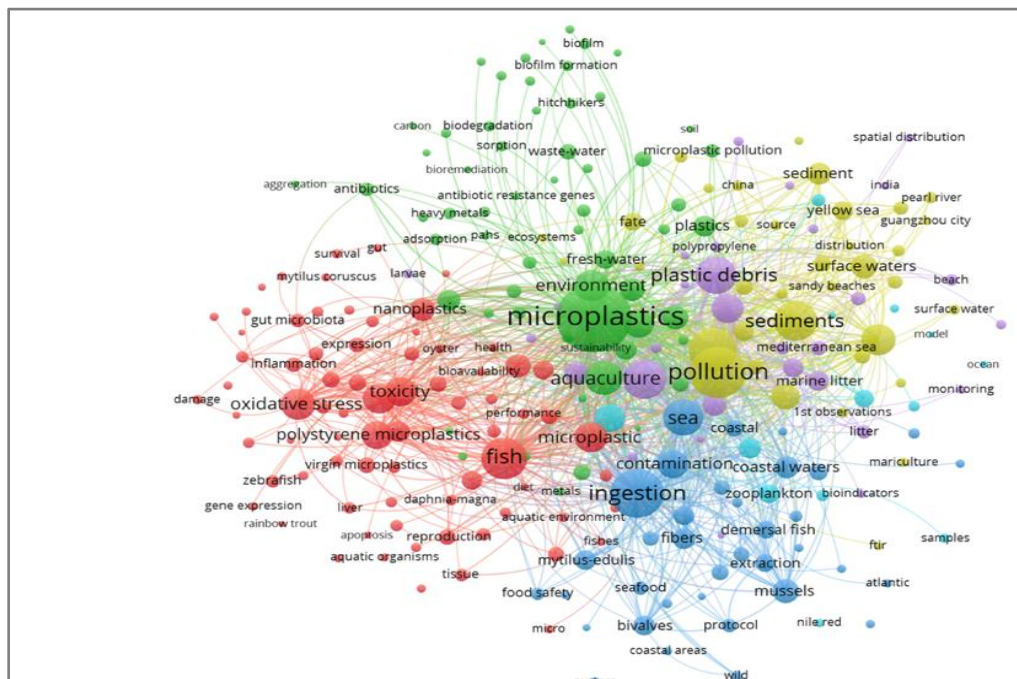 biofilm
biofilm formation
hitchhikers
carbon
biodegradation
soil
spatial distribution
sorption
waste-water
microplastic pollution
bioremediation
sediment
aggregation
antibiotics
china
india
antibiotic resistance genes
pearl river
heavy metals
yellow sea
fate
plastics
source
guangzhou city
adsorption
pahs
ecosystems
polypropylene
distribution
survival
gut
fresh-water
mytilus coruscus
larvae
plastic debris
surface waters
environment
sandy beaches
beach
nanoplastics
microplastics
surface water
gut microbiota
sediments
expression
oyster
health
sustainability
mediterranean sea
model
inflammation
bioavailability
pollution
ocean
aquaculture
marine litter
monitoring
toxicity
damage
oxidative stress
performance
sea
1st observations
coastal
litter
polystyrene microplastics
microplastic
fish
contamination
mariculture
virgin microplastics
coastal waters
zebrafish
diet
metals
ingestion
zooplankton
bioindicators
gene expression
liver
daphnia-magna
rainbow trout
aquatic environment
apoptosis
reproduction
fishes
fibers
demersal fish
samples
ftir
aquatic organisms
mytilus-edulis
extraction
tissue
food safety
seafood
mussels
atlantic
micro
bivalves
protocol
nile red
coastal areas
wild